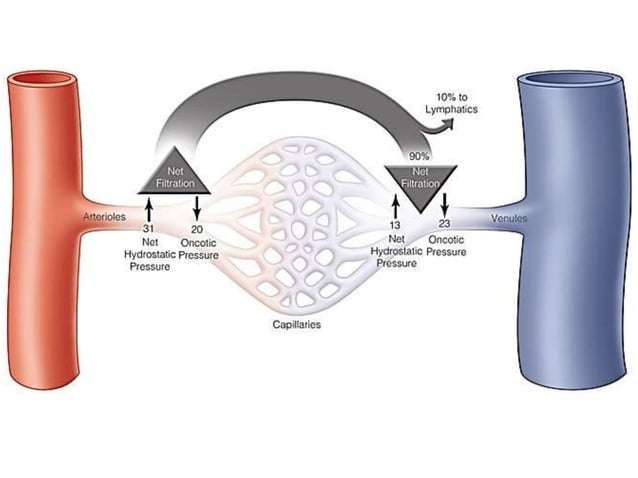 10% to
Lymphatics
90%
Net
Filtration
Net
Filtration
Arterioles
31
Net
Hydrostatic
Pressure
20
Oncotic
Pressure
13
Net
Hydrostatic
Pressure
23
Oncotic
Pressure
Venules
Capillaries